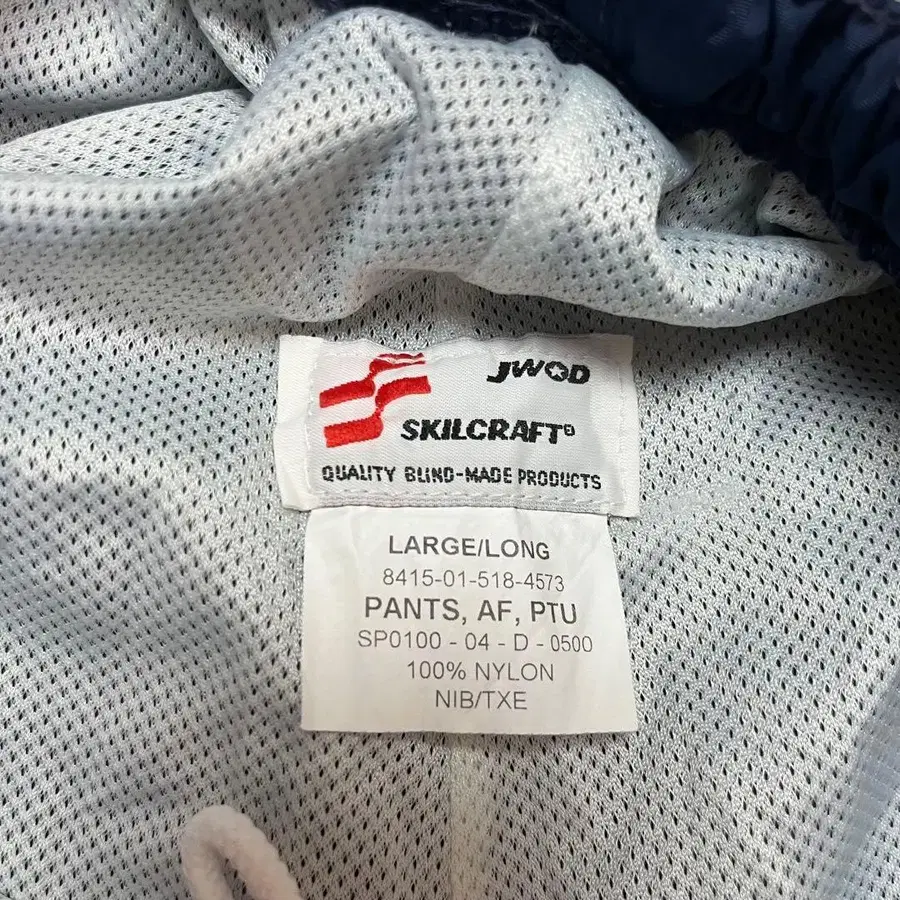 JWOD
SKILCRAFT®
QUALITY BLIND-MADE PRODUCTS
LARGE/LONG
8415-01-518-4573
PANTS, AF, PTU
SP0100 - 04 - D - 0500
100% NYLON
NIB/TXE